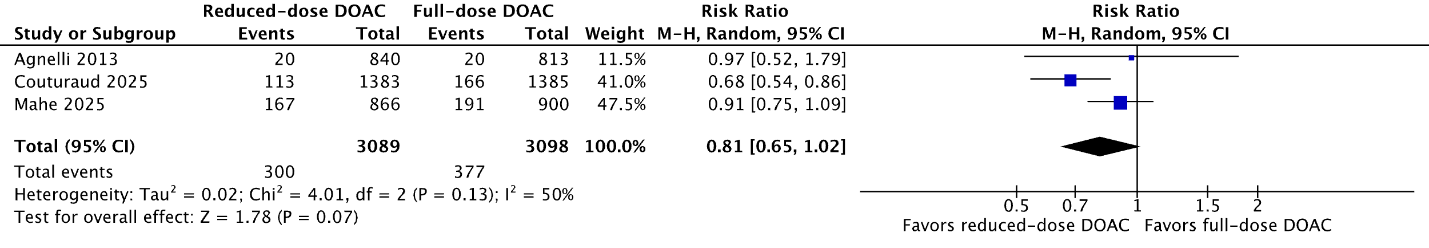 Reduced-dose DOAC Full-dose DOAC Risk Ratio Risk Ratio
Study or Subgroup Events Total Events Total Weight M-H, Random, 95% CI M-H, Random, 95% CI
Agnelli 2013 20 840 20 813 11.5% 0.97 [0.52, 1.79]
Couturaud 2025 113 1383 166 1385 41.0% 0.68 [0.54, 0.86]
Mahe 2025 167 866 191 900 47.5% 0.91 [0.75, 1.09]
Total (95% CI) 3089 3098 100.0% 0.81 [0.65, 1.02]
Total events 300 377
Heterogeneity: Tau² = 0.02; Chi² = 4.01, df = 2 (P = 0.13); I² = 50%
Test for overall effect: Z = 1.78 (P = 0.07)
0.5 0.7 1 1.5 2
Favors reduced-dose DOAC Favors full-dose DOAC